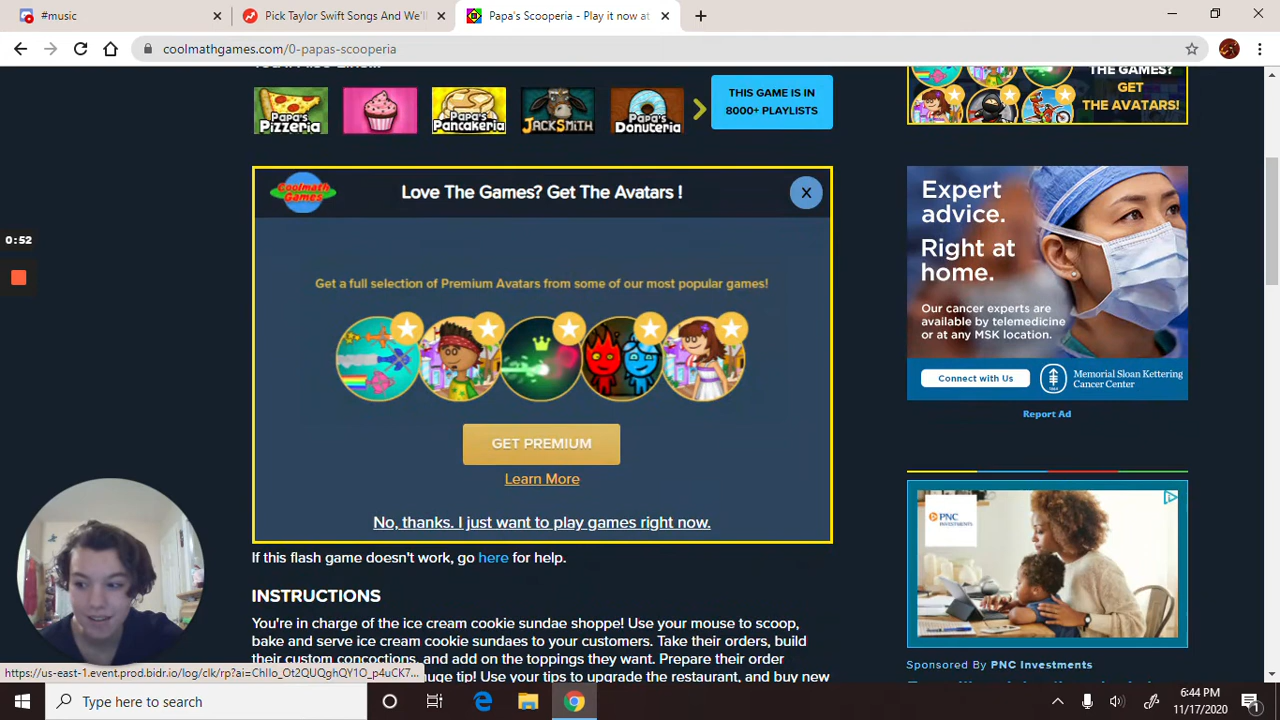 #music
Pick Taylor Swift Songs And We'll
Papa's Scooperia - Play it now at
coolmathgames.com/0-papas-scooperia
Papa's Pizzeria
Papa's Pancakeria
JACKSMITH
Papa's Donuteria
THIS GAME IS IN
8000+ PLAYLISTS
THE GAMES?
GET
THE AVATARS!
Coolmath Games
Love The Games? Get The Avatars !
Get a full selection of Premium Avatars from some of our most popular games!
GET PREMIUM
Learn More
No, thanks. I just want to play games right now.
If this flash game doesn't work, go here for help.
INSTRUCTIONS
You're in charge of the ice cream cookie sundae shoppe! Use your mouse to scoop,
bake and serve ice cream cookie sundaes to your customers. Take their orders, build
their custom concoctions, and add on the toppings they want. Prepare their order
uge tip! Use your tips to upgrade the restaurant, and buy new
Expert
advice.
Right at
home.
Our cancer experts are
available by telemedicine
or at any MSK location.
Connect with Us
Memorial Sloan Kettering
Cancer Center
Report Ad
PNC
INVESTMENTS
Sponsored By PNC Investments
0:52
https://us-east-1.event.prod.bidr.io/log/clk/rp?ai=ChIIo_Ot2QUQghQY1O_p4uCK7...
Type here to search
6:44 PM
11/17/2020
1